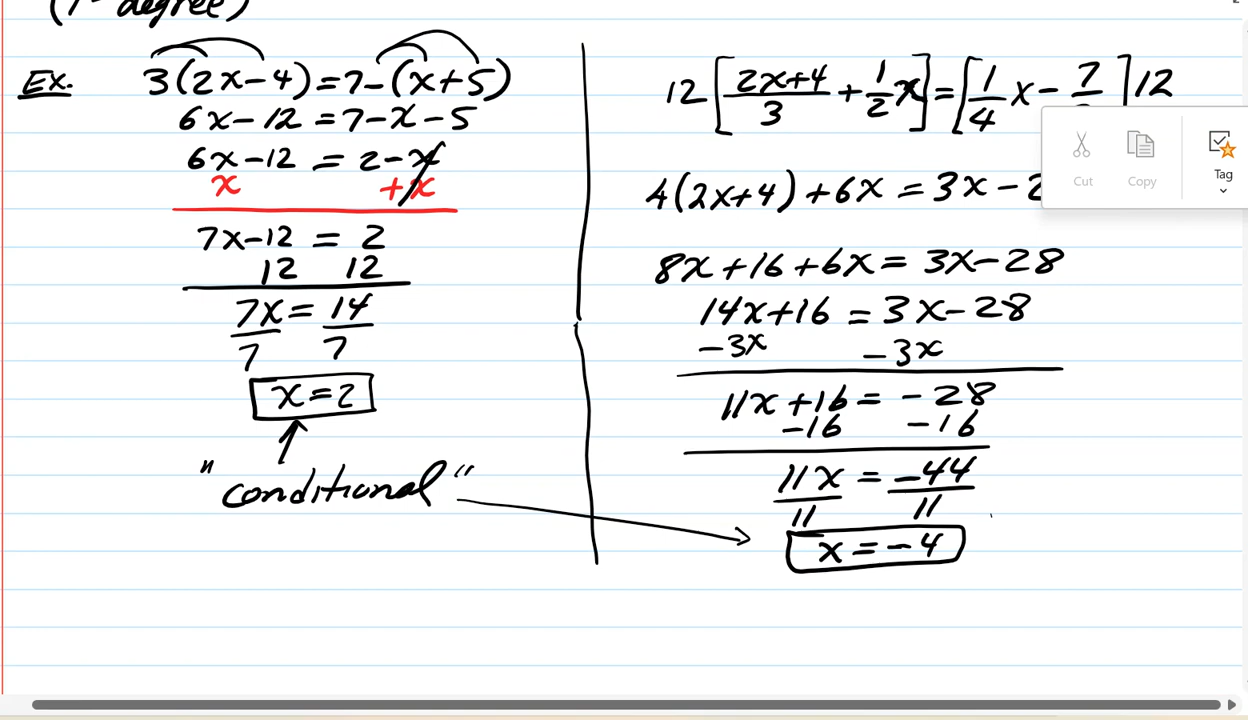 (1st degree)
Ex. 3(2x-4)=7-(x+5)
6x-12=7-x-5
6x-12 = 2-x
x +x
7x-12 = 2
12 12
7x = 14
7 7
x=2
"conditional"
12[2x+4/3 + 1/2x] = [1/4x - 7/ ]12
4(2x+4)+6x = 3x-2
8x+16+6x = 3x-28
14x+16 = 3x-28
-3x -3x
11x+16 = -28
-16 -16
11x = -44
11 11
x = -4
Cut Copy Tag